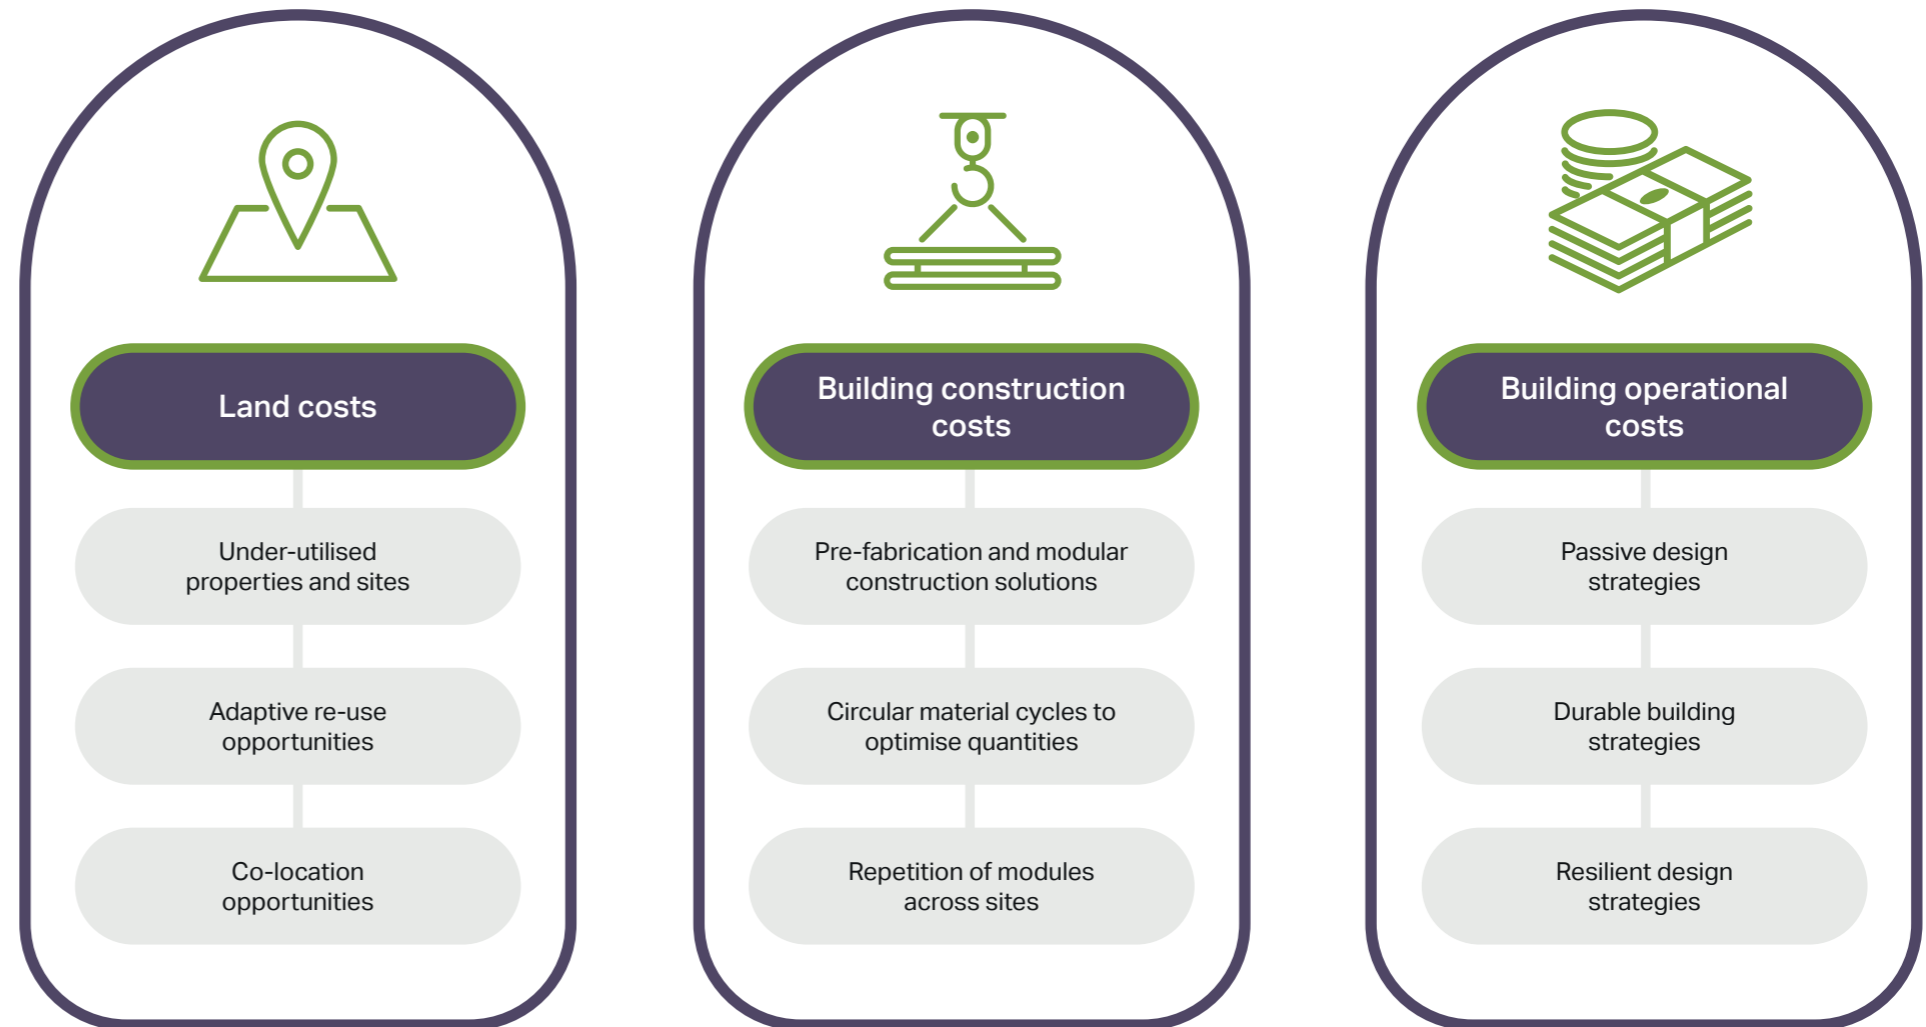 Land costs
Under-utilised
properties and sites
Adaptive re-use
opportunities
Co-location
opportunities
Building construction
costs
Pre-fabrication and modular
construction solutions
Circular material cycles to
optimise quantities
Repetition of modules
across sites
Building operational
costs
Passive design
strategies
Durable building
strategies
Resilient design
strategies